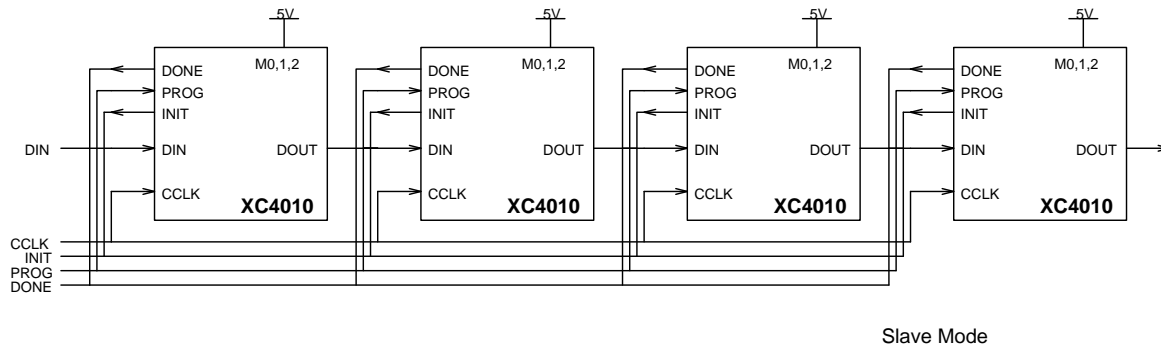 5V 5V 5V 5V
M0,1,2 M0,1,2 M0,1,2 M0,1,2
DONE DONE DONE DONE
PROG PROG PROG PROG
INIT INIT INIT INIT
DIN DIN DOUT DIN DOUT DIN DOUT DIN DOUT
CCLK CCLK CCLK CCLK
XC4010 XC4010 XC4010 XC4010
CCLK
INIT
PROG
DONE
Slave Mode